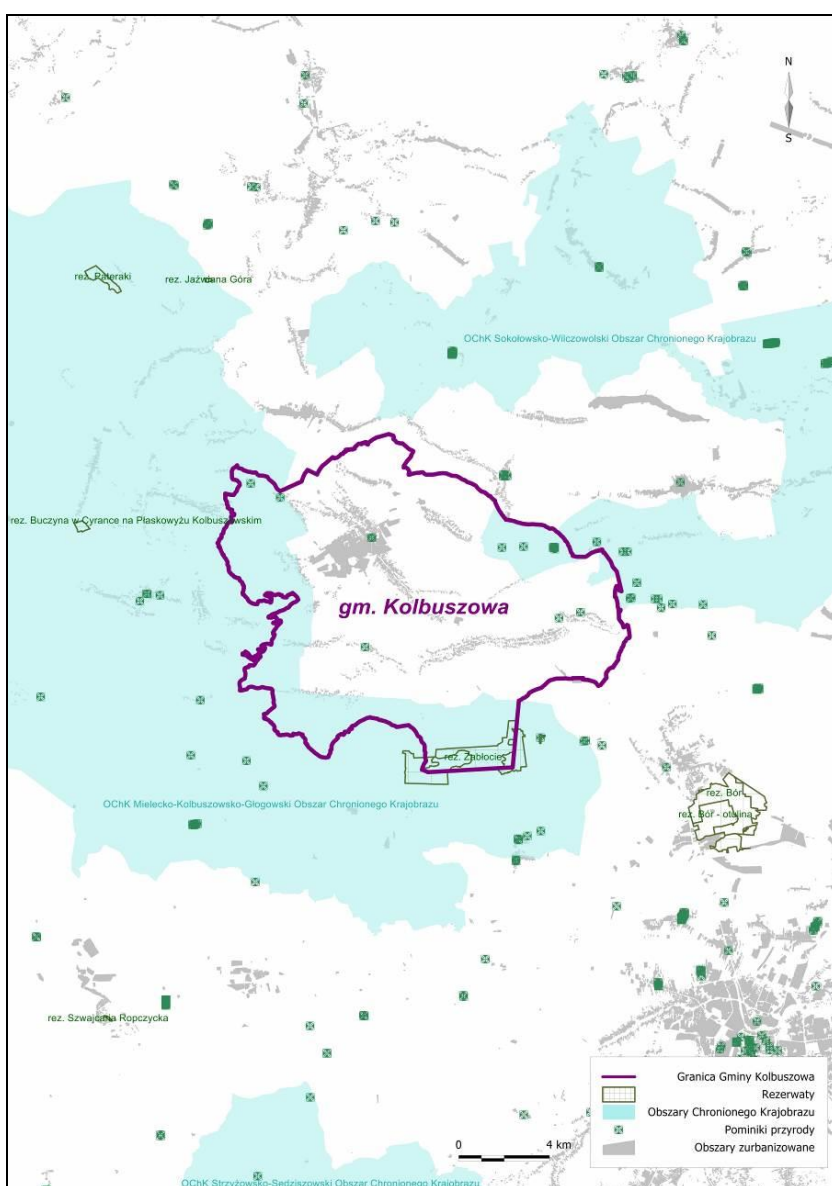 N
S
rez. Pateraki
rez. Jaźwiana Góra
OChK Sokołowsko-Wilczowolski Obszar Chronionego Krajobrazu
rez. Buczyna w Cyrance na Płaskowyżu Kolbuszowskim
gm. Kolbuszowa
rez. Zabłocie
OChK Mielecko-Kolbuszowsko-Głogowski Obszar Chronionego Krajobrazu
rez. Bór
rez. Bór - otulina
rez. Szwajcaria Ropczycka
OChK Strzyżowsko-Sędziszowski Obszar Chronionego Krajobrazu
0 4 km
Granica Gminy Kolbuszowa
Rezerwaty
Obszary Chronionego Krajobrazu
Pominiki przyrody
Obszary zurbanizowane